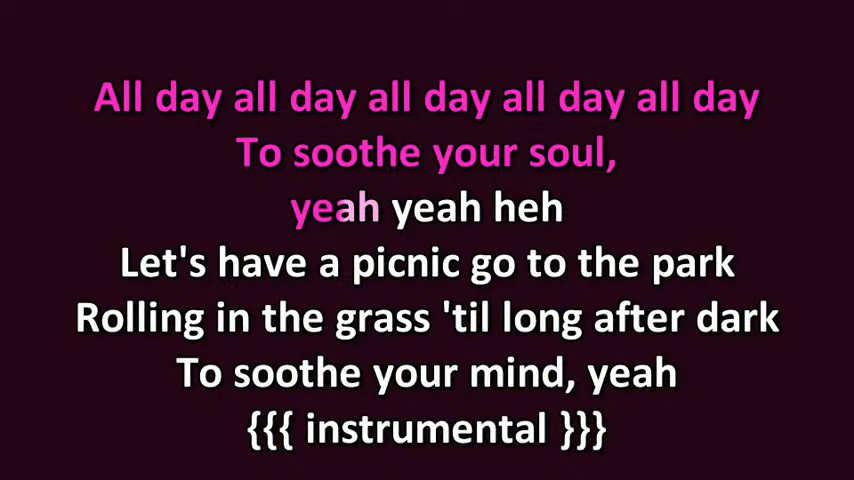 All day all day all day all day all day
To soothe your soul,
yeah yeah heh
Let's have a picnic go to the park
Rolling in the grass 'til long after dark
To soothe your mind, yeah
{{{ instrumental }}}